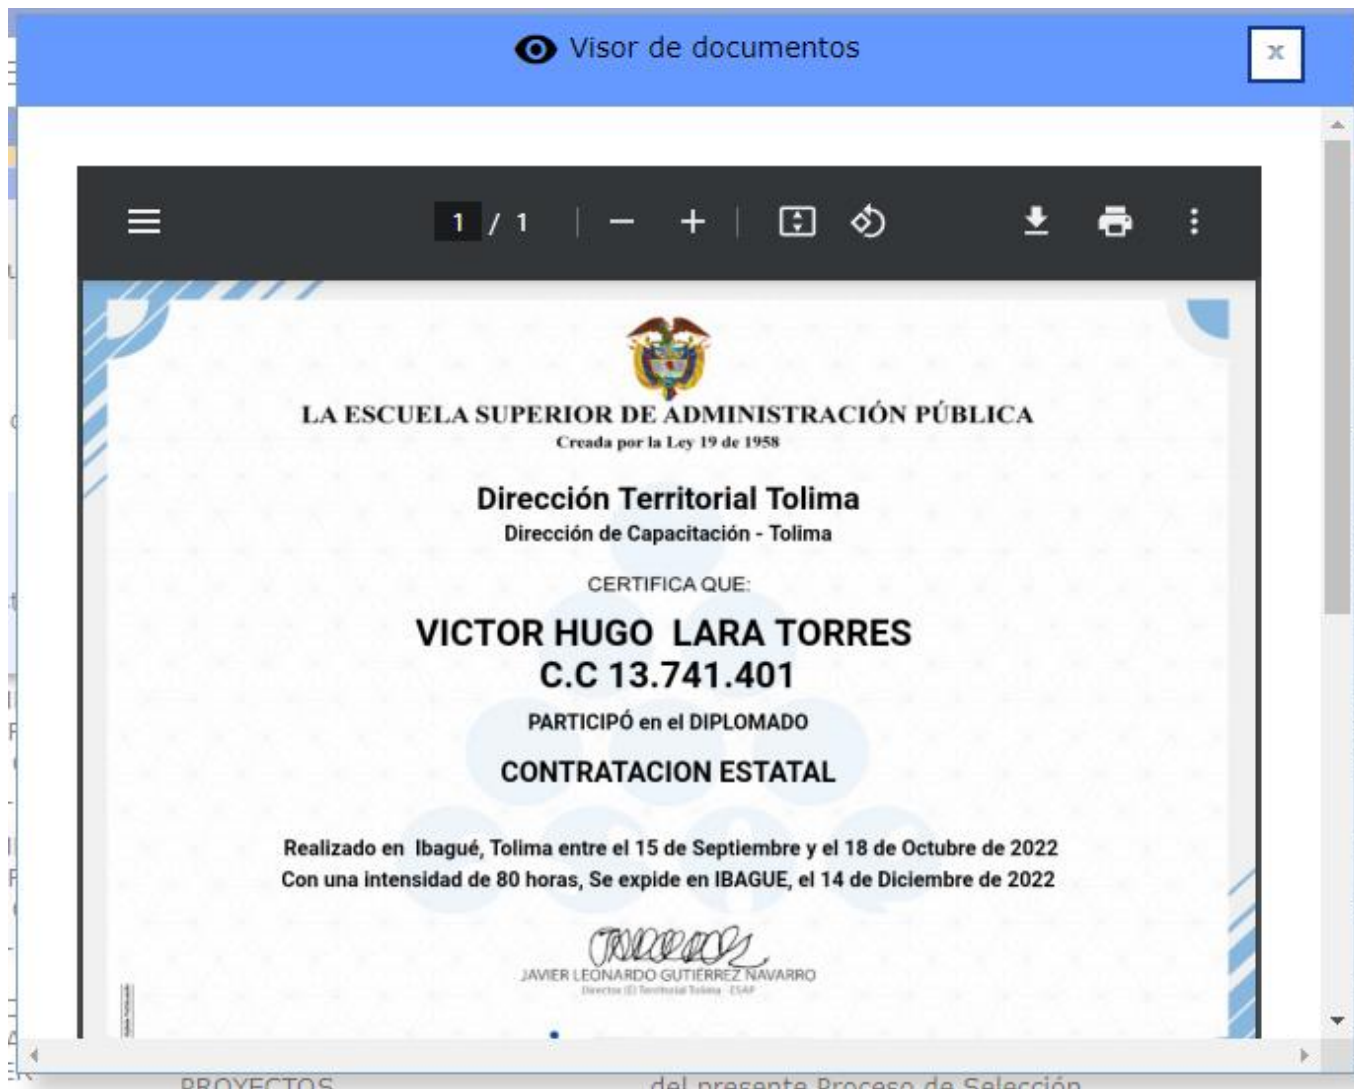 Visor de documentos
x
1 / 1
LA ESCUELA SUPERIOR DE ADMINISTRACIÓN PÚBLICA
Creada por la Ley 19 de 1958
Dirección Territorial Tolima
Dirección de Capacitación - Tolima
CERTIFICA QUE:
VICTOR HUGO LARA TORRES
C.C 13.741.401
PARTICIPÓ en el DIPLOMADO
CONTRATACION ESTATAL
Realizado en Ibagué, Tolima entre el 15 de Septiembre y el 18 de Octubre de 2022
Con una intensidad de 80 horas, Se expide en IBAGUE, el 14 de Diciembre de 2022
JAVIER LEONARDO GUTIÉRREZ NAVARRO
Director (E) Territorial Tolima - ESAP
PROYECTOS
del presente Proceso de Selección